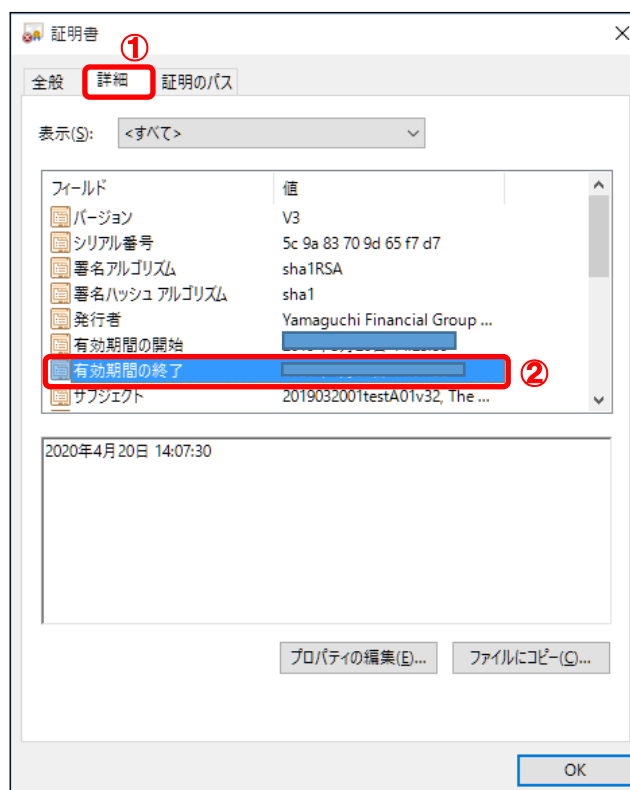 証明書
①
全般 詳細 証明のパス
表示(S): <すべて>
フィールド 値
バージョン V3
シリアル番号 5c 9a 83 70 9d 65 f7 d7
署名アルゴリズム sha1RSA
署名ハッシュ アルゴリズム sha1
発行者 Yamaguchi Financial Group ...
有効期間の開始
有効期間の終了 ②
サブジェクト 2019032001testA01v32, The ...
2020年4月20日 14:07:30
プロパティの編集(E)... ファイルにコピー(C)...
OK